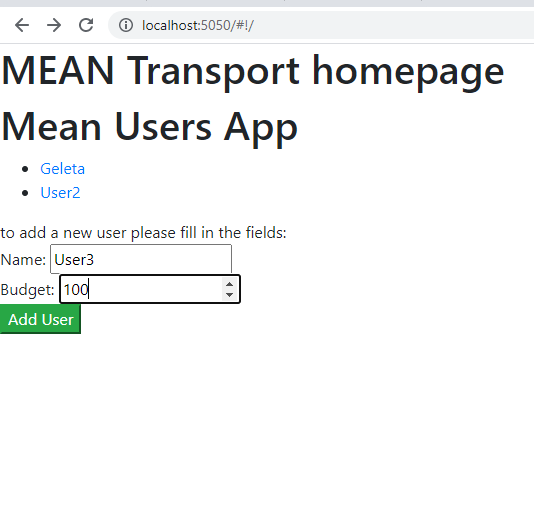 localhost:5050/#!/
MEAN Transport homepage
Mean Users App
Geleta
User2
to add a new user please fill in the fields:
Name: User3
Budget: 100
Add User